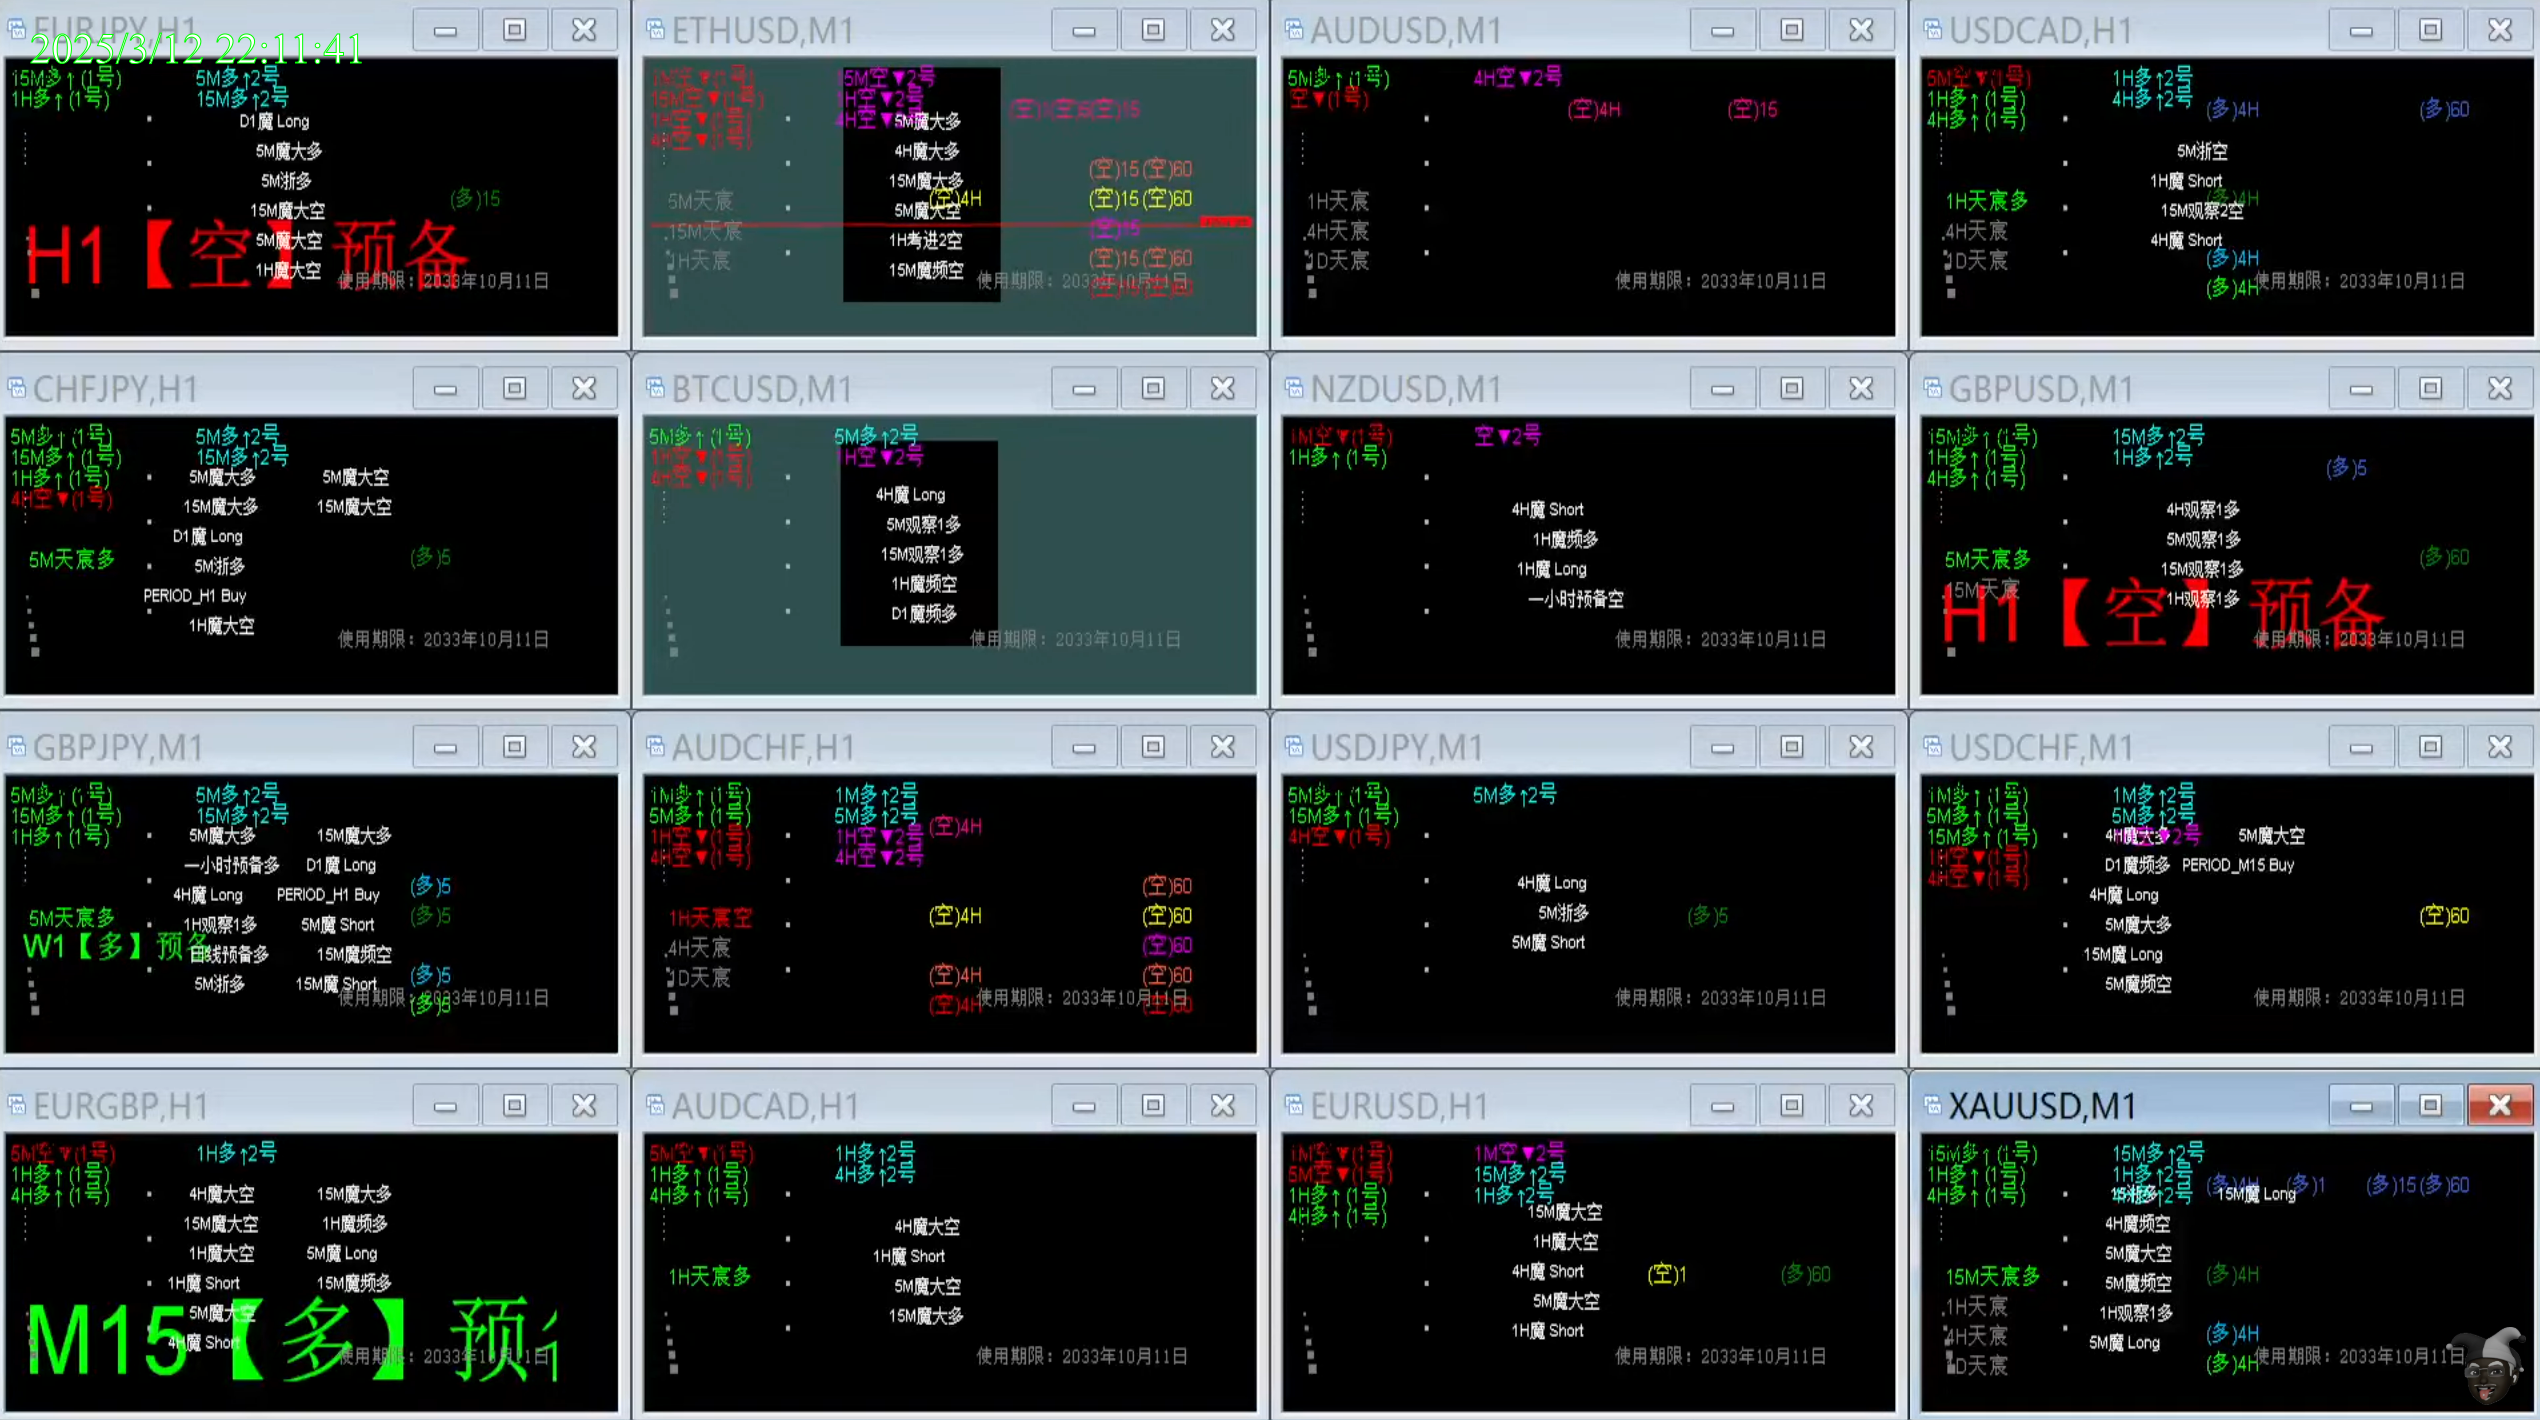 EURJPY,H1
2025/3/12 22:11:41
15M多↑(1号) 5M多↑2号
1H多↑(1号) 15M多↑2号
D1魔 Long
5M魔大多
5M浙多
(多)15
15M魔大空
5M魔大空
H1【空】预备
1H魔大空
使用期限：2033年10月11日
ETHUSD,M1
15M空▼(1号) 15M空▼2号
1H空▼(1号) 1H空▼2号
4H空▼(1号) 4H空▼2号
5M魔大多
4H魔大多
15M魔大多
(空)15 (空)60
5M天宸 (空)4H (空)15 (空)60
5M魔大空
15M天宸 (空)15
1H考进2空
1H天宸 (空)15 (空)60
15M魔频空
使用期限：2033年10月11日
AUDUSD,M1
5M多↑(1号) 4H空▼2号
空▼(1号) (空)4H (空)15
1H天宸
4H天宸
1D天宸
使用期限：2033年10月11日
USDCAD,H1
5M空▼(1号) 1H多↑2号
1H多↑(1号) 4H多↑2号
4H多↑(1号) (多)4H (多)60
5M浙空
1H魔 Short
1H天宸多 (多)4H
15M观察2空
4H天宸 4H魔 Short
1D天宸 (多)4H
(多)4H
使用期限：2033年10月11日
CHFJPY,H1
5M多↑(1号) 5M多↑2号
15M多↑(1号) 15M多↑2号
1H多↑(1号) 5M魔大多 5M魔大空
4H空▼(1号) 15M魔大多 15M魔大空
D1魔 Long
5M天宸多 5M浙多 (多)5
PERIOD_H1 Buy
1H魔大空
使用期限：2033年10月11日
BTCUSD,M1
5M多↑(1号) 5M多↑2号
1H空▼(1号) 1H空▼2号
4H空▼(1号)
4H魔 Long
5M观察1多
15M观察1多
1H魔频空
D1魔频多
使用期限：2033年10月11日
NZDUSD,M1
1M空▼(1号) 空▼2号
1H多↑(1号)
4H魔 Short
1H魔频多
1H魔 Long
一小时预备空
使用期限：2033年10月11日
GBPUSD,M1
15M多↑(1号) 15M多↑2号
1H多↑(1号) 1H多↑2号
4H多↑(1号) (多)5
4H观察1多
5M观察1多
5M天宸多 (多)60
15M观察1多
15M天宸
1H观察1多
H1【空】预备
使用期限：2033年10月11日
GBPJPY,M1
5M多↑(1号) 5M多↑2号
15M多↑(1号) 15M多↑2号
1H多↑(1号) 5M魔大多 15M魔大多
一小时预备多 D1魔 Long
4H魔 Long PERIOD_H1 Buy (多)5
5M天宸多 1H观察1多 5M魔 Short (多)5
W1【多】预备
日线预备多 15M魔频空
5M浙多 15M魔 Short (多)5
(多)5
使用期限：2033年10月11日
AUDCHF,H1
1M多↑(1号) 1M多↑2号
5M多↑(1号) 5M多↑2号
1H空▼(1号) 1H空▼2号 (空)4H
4H空▼(1号) 4H空▼2号
(空)60
1H天宸空 (空)4H (空)60
4H天宸 (空)60
1D天宸 (空)4H (空)60
(空)4H (空)60
使用期限：2033年10月11日
USDJPY,M1
5M多↑(1号) 5M多↑2号
15M多↑(1号)
4H空▼(1号)
4H魔 Long
5M浙多 (多)5
5M魔 Short
使用期限：2033年10月11日
USDCHF,M1
1M多↑(1号) 1M多↑2号
5M多↑(1号) 5M多↑2号
15M多↑(1号) 4H魔大多 5M魔大空
1H空▼(1号) D1魔频多 PERIOD_M15 Buy
4H空▼(1号)
4H魔 Long
5M魔大多 (空)60
15M魔 Long
5M魔频空
使用期限：2033年10月11日
EURGBP,H1
5M空▼(1号) 1H多↑2号
1H多↑(1号)
4H多↑(1号) 4H魔大空 15M魔大多
15M魔大空 1H魔频多
1H魔大空 5M魔 Long
1H魔 Short 15M魔频多
5M魔大空
M15【多】预
4H魔 Short
使用期限：2033年10月11日
AUDCAD,H1
5M空▼(1号) 1H多↑2号
1H多↑(1号) 4H多↑2号
4H多↑(1号)
4H魔大空
1H魔 Short
1H天宸多 5M魔大空
15M魔大多
使用期限：2033年10月11日
EURUSD,H1
1M空▼(1号) 1M空▼2号
5M空▼(1号) 15M多↑2号
1H多↑(1号) 1H多↑2号
4H多↑(1号) 15M魔大空
1H魔大空
4H魔 Short (空)1 (多)60
5M魔大空
1H魔 Short
使用期限：2033年10月11日
XAUUSD,M1
15M多↑(1号) 15M多↑2号
1H多↑(1号) 1H多↑2号 (多)4H (多)1 (多)15 (多)60
4H多↑(1号) 4H多↑2号 15M魔 Long
4H魔频空
5M魔大空
15M天宸多 5M魔频空 (多)4H
1H天宸 1H观察1多
4H天宸 5M魔 Long (多)4H
1D天宸 (多)4H
使用期限：2033年10月11日